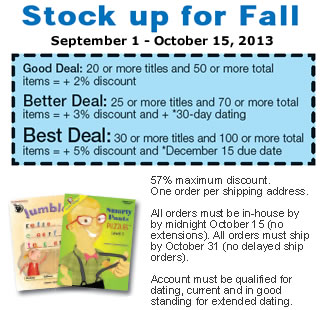 Stock up for Fall
September 1 - October 15, 2013
Good Deal: 20 or more titles and 50 or more total
items = + 2% discount
Better Deal: 25 or more titles and 70 or more total
items = + 3% discount and + *30-day dating
Best Deal: 30 or more titles and 100 or more total
items = + 5% discount and *December 15 due date
57% maximum discount.
One order per shipping address.
All orders must be in-house by
by midnight October 15 (no
extensions). All orders must ship
by October 31 (no delayed ship
orders).
Account must be qualified for
dating, current and in good
standing for extended dating.
Smarty
Pants